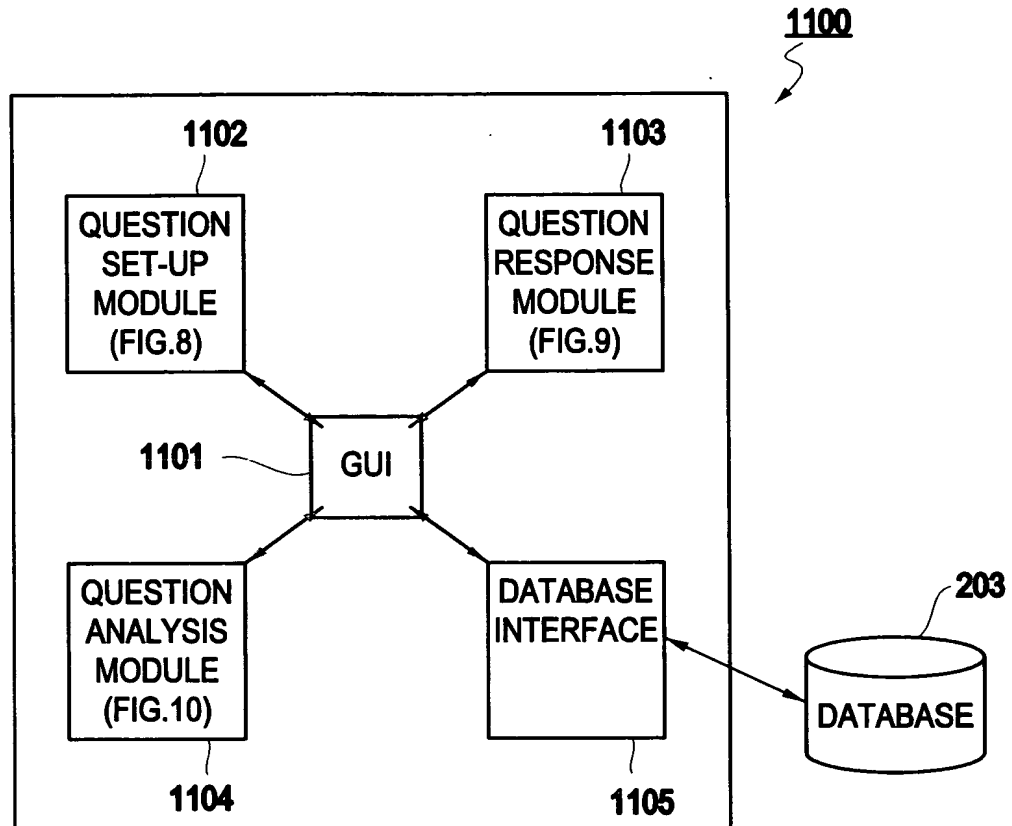 1100
1102
1103
QUESTION
SET-UP
MODULE
(FIG.8)
QUESTION
RESPONSE
MODULE
(FIG.9)
1101
GUI
QUESTION
ANALYSIS
MODULE
(FIG.10)
DATABASE
INTERFACE
203
DATABASE
1104
1105